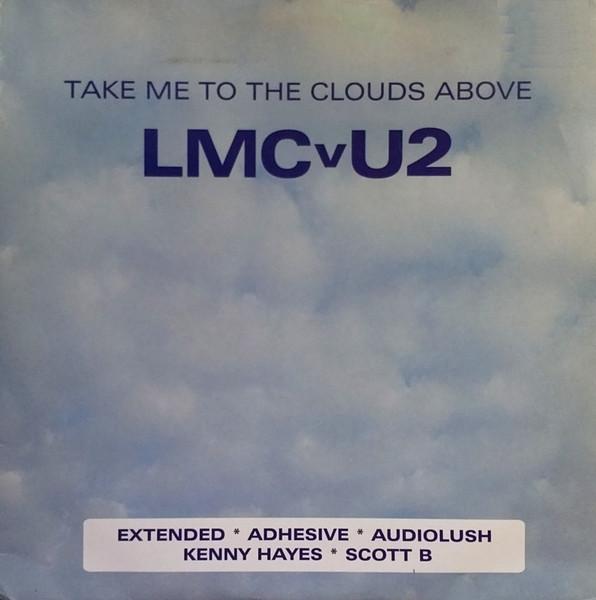 TAKE ME TO THE CLOUDS ABOVE
LMCvU2
EXTENDED * ADHESIVE * AUDIOLUSH
KENNY HAYES * SCOTT B